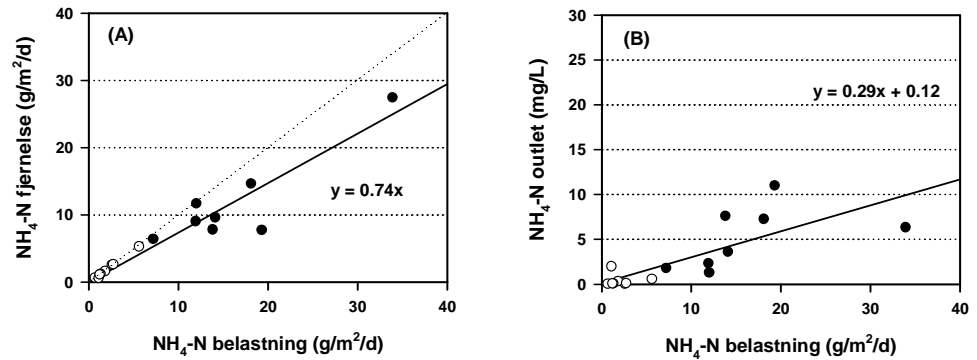 (A)
NH4-N fjernelse (g/m²/d)
40
30
20
10
0
y = 0.74x
0 10 20 30 40
NH4-N belastning (g/m²/d)
(B)
NH4-N outlet (mg/L)
30
25
20
15
10
5
0
y = 0.29x + 0.12
0 10 20 30 40
NH4-N belastning (g/m²/d)